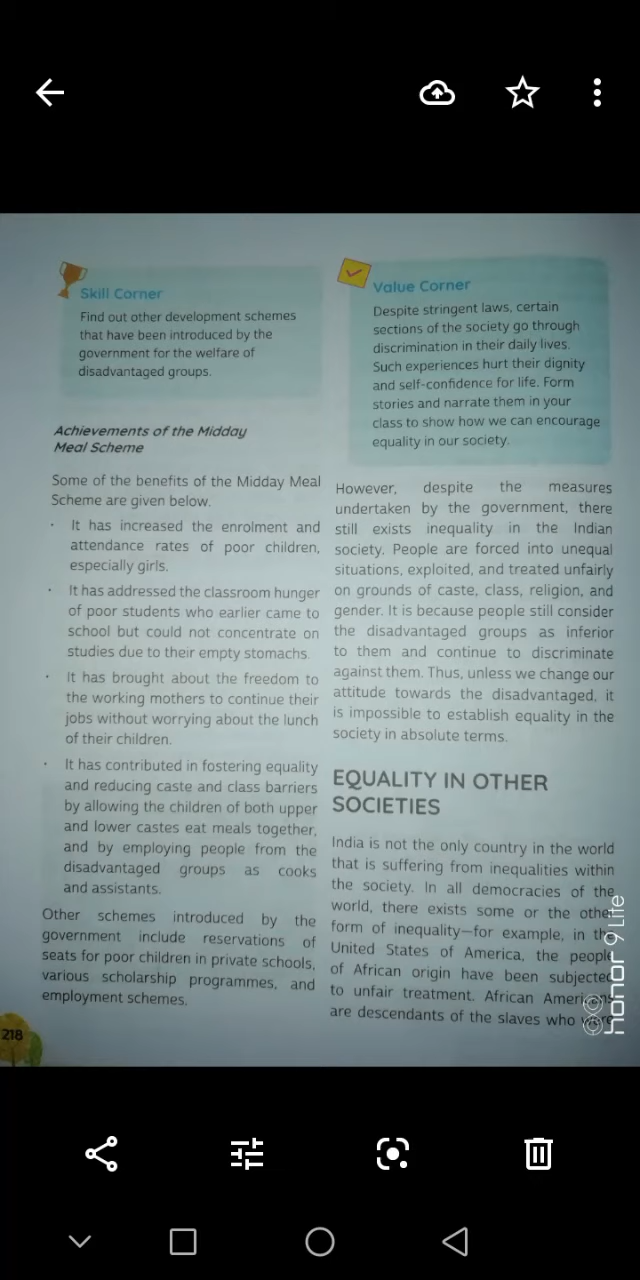 Skill Corner
Find out other development schemes
that have been introduced by the
government for the welfare of
disadvantaged groups.
Achievements of the Midday
Meal Scheme
Some of the benefits of the Midday Meal
Scheme are given below.
· It has increased the enrolment and
attendance rates of poor children,
especially girls.
· It has addressed the classroom hunger
of poor students who earlier came to
school but could not concentrate on
studies due to their empty stomachs.
· It has brought about the freedom to
the working mothers to continue their
jobs without worrying about the lunch
of their children.
· It has contributed in fostering equality
and reducing caste and class barriers
by allowing the children of both upper
and lower castes eat meals together,
and by employing people from the
disadvantaged groups as cooks
and assistants.
Other schemes introduced by the
government include reservations of
seats for poor children in private schools,
various scholarship programmes, and
employment schemes.
218
Value Corner
Despite stringent laws, certain
sections of the society go through
discrimination in their daily lives.
Such experiences hurt their dignity
and self-confidence for life. Form
stories and narrate them in your
class to show how we can encourage
equality in our society.
However, despite the measures
undertaken by the government, there
still exists inequality in the Indian
society. People are forced into unequal
situations, exploited, and treated unfairly
on grounds of caste, class, religion, and
gender. It is because people still consider
the disadvantaged groups as inferior
to them and continue to discriminate
against them. Thus, unless we change our
attitude towards the disadvantaged, it
is impossible to establish equality in the
society in absolute terms.
EQUALITY IN OTHER
SOCIETIES
India is not the only country in the world
that is suffering from inequalities within
the society. In all democracies of the
world, there exists some or the other
form of inequality—for example, in the
United States of America, the people
of African origin have been subjected
to unfair treatment. African Americans
are descendants of the slaves who were
honor 9 Lite